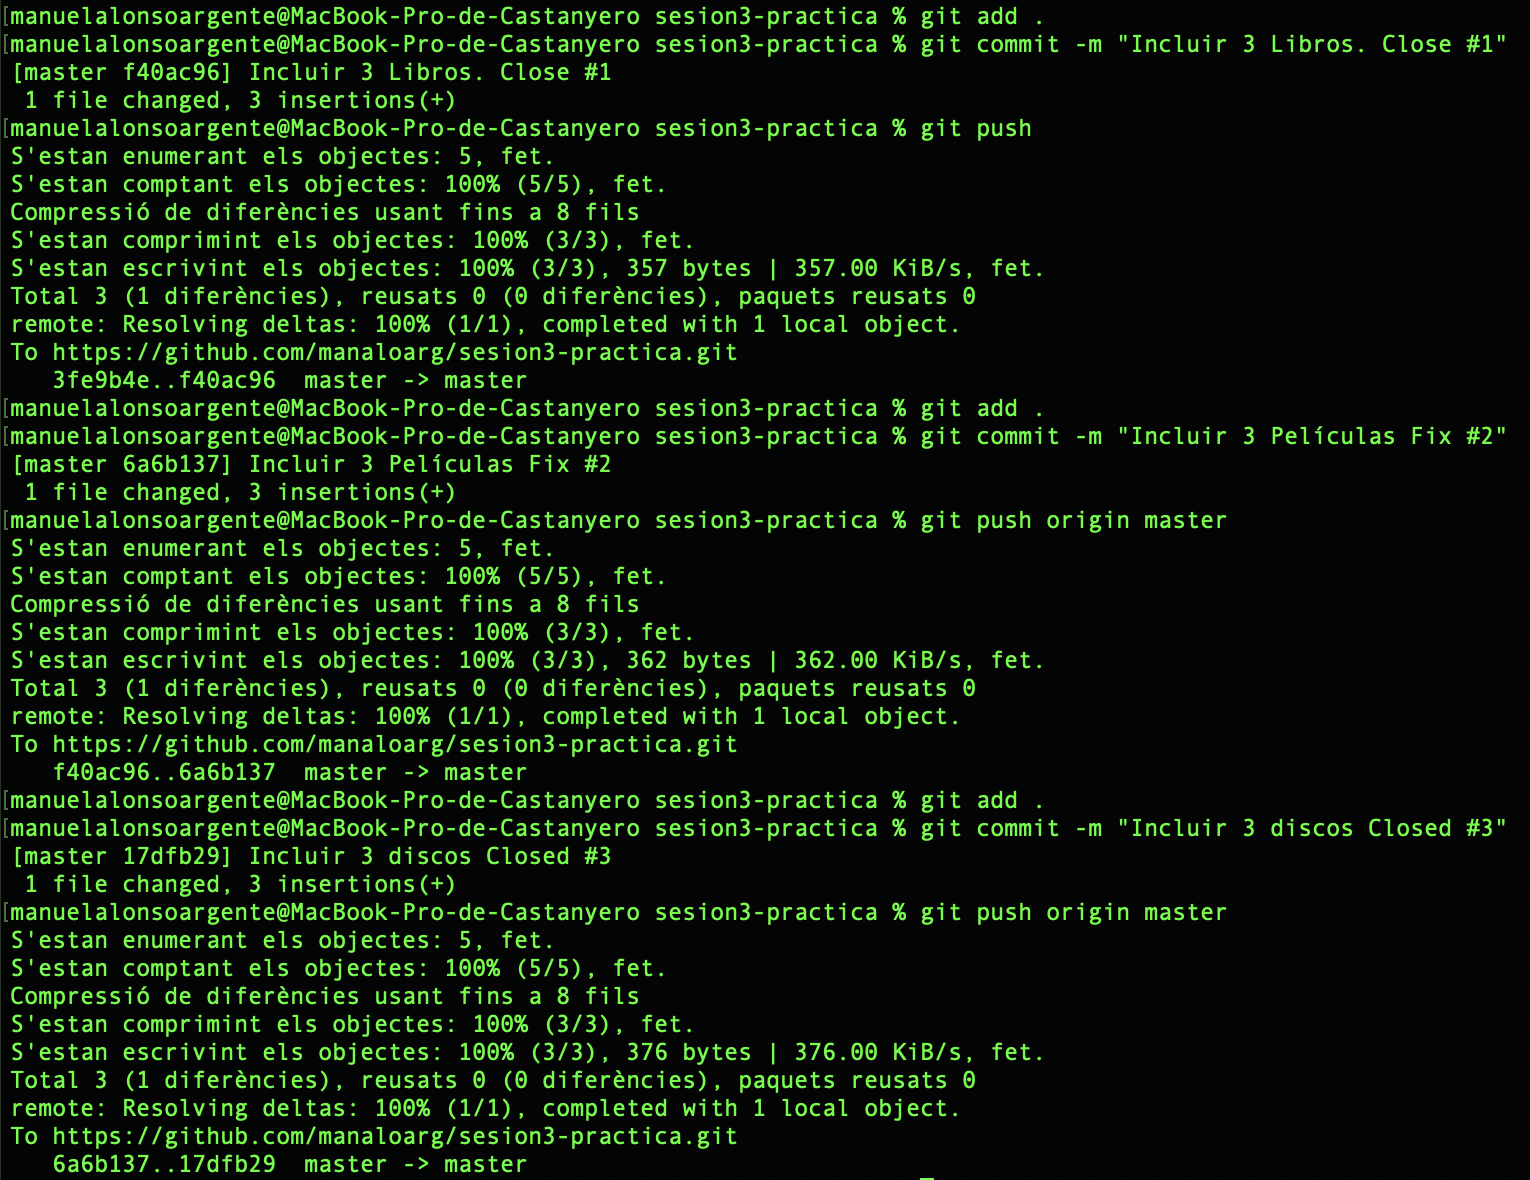 [manuelalonsoargente@MacBook-Pro-de-Castanyero sesion3-practica % git add .
[manuelalonsoargente@MacBook-Pro-de-Castanyero sesion3-practica % git commit -m "Incluir 3 Libros. Close #1"
[master f40ac96] Incluir 3 Libros. Close #1
 1 file changed, 3 insertions(+)
[manuelalonsoargente@MacBook-Pro-de-Castanyero sesion3-practica % git push
S'estan enumerant els objectes: 5, fet.
S'estan comptant els objectes: 100% (5/5), fet.
Compressió de diferències usant fins a 8 fils
S'estan comprimint els objectes: 100% (3/3), fet.
S'estan escrivint els objectes: 100% (3/3), 357 bytes | 357.00 KiB/s, fet.
Total 3 (1 diferències), reusats 0 (0 diferències), paquets reusats 0
remote: Resolving deltas: 100% (1/1), completed with 1 local object.
To https://github.com/manaloarg/sesion3-practica.git
   3fe9b4e..f40ac96  master -> master
[manuelalonsoargente@MacBook-Pro-de-Castanyero sesion3-practica % git add .
[manuelalonsoargente@MacBook-Pro-de-Castanyero sesion3-practica % git commit -m "Incluir 3 Películas Fix #2"
[master 6a6b137] Incluir 3 Películas Fix #2
 1 file changed, 3 insertions(+)
[manuelalonsoargente@MacBook-Pro-de-Castanyero sesion3-practica % git push origin master
S'estan enumerant els objectes: 5, fet.
S'estan comptant els objectes: 100% (5/5), fet.
Compressió de diferències usant fins a 8 fils
S'estan comprimint els objectes: 100% (3/3), fet.
S'estan escrivint els objectes: 100% (3/3), 362 bytes | 362.00 KiB/s, fet.
Total 3 (1 diferències), reusats 0 (0 diferències), paquets reusats 0
remote: Resolving deltas: 100% (1/1), completed with 1 local object.
To https://github.com/manaloarg/sesion3-practica.git
   f40ac96..6a6b137  master -> master
[manuelalonsoargente@MacBook-Pro-de-Castanyero sesion3-practica % git add .
[manuelalonsoargente@MacBook-Pro-de-Castanyero sesion3-practica % git commit -m "Incluir 3 discos Closed #3"
[master 17dfb29] Incluir 3 discos Closed #3
 1 file changed, 3 insertions(+)
[manuelalonsoargente@MacBook-Pro-de-Castanyero sesion3-practica % git push origin master
S'estan enumerant els objectes: 5, fet.
S'estan comptant els objectes: 100% (5/5), fet.
Compressió de diferències usant fins a 8 fils
S'estan comprimint els objectes: 100% (3/3), fet.
S'estan escrivint els objectes: 100% (3/3), 376 bytes | 376.00 KiB/s, fet.
Total 3 (1 diferències), reusats 0 (0 diferències), paquets reusats 0
remote: Resolving deltas: 100% (1/1), completed with 1 local object.
To https://github.com/manaloarg/sesion3-practica.git
   6a6b137..17dfb29  master -> master